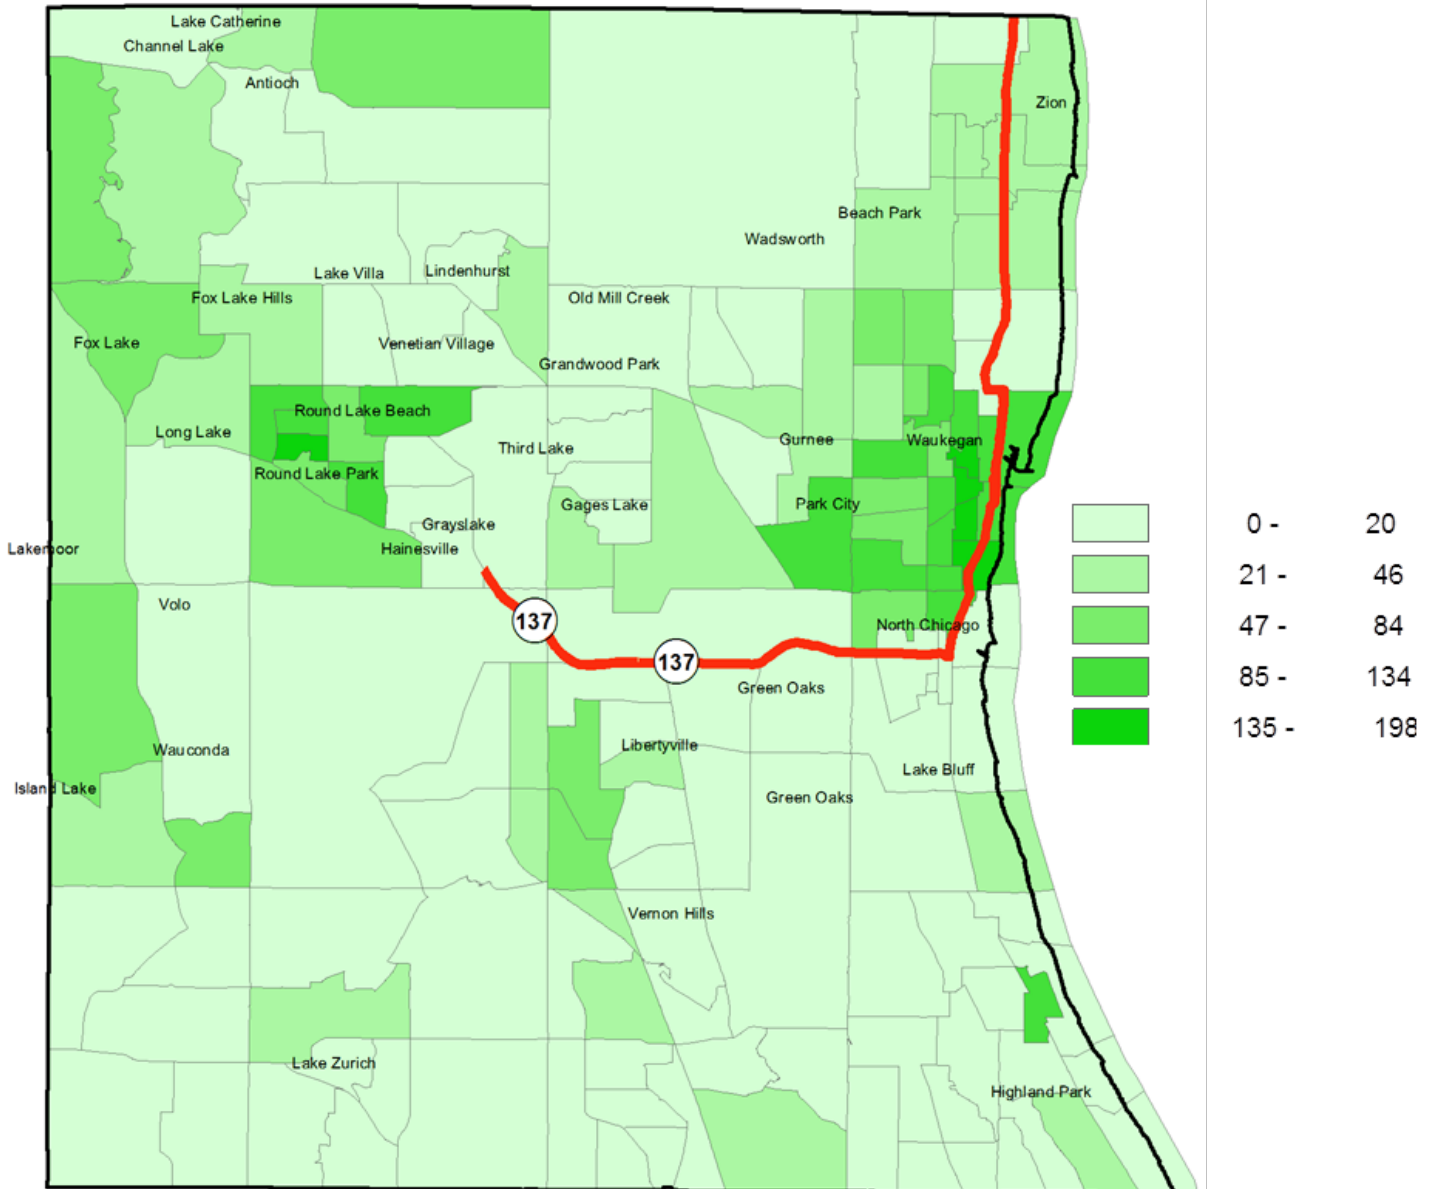 Lake Catherine
Channel Lake
Antioch
Zion
Beach Park
Wadsworth
Lake Villa
Lindenhurst
Fox Lake Hills
Old Mill Creek
Fox Lake
Venetian Village
Grandwood Park
Round Lake Beach
Long Lake
Third Lake
Gurnee
Waukegan
Round Lake Park
Gages Lake
Park City
Grayslake
Lakemoor
Hainesville
0 - 20
21 - 46
47 - 84
85 - 134
135 - 198
Volo
137
North Chicago
137
Green Oaks
Libertyville
Wauconda
Lake Bluff
Island Lake
Green Oaks
Vernon Hills
Lake Zurich
Highland Park